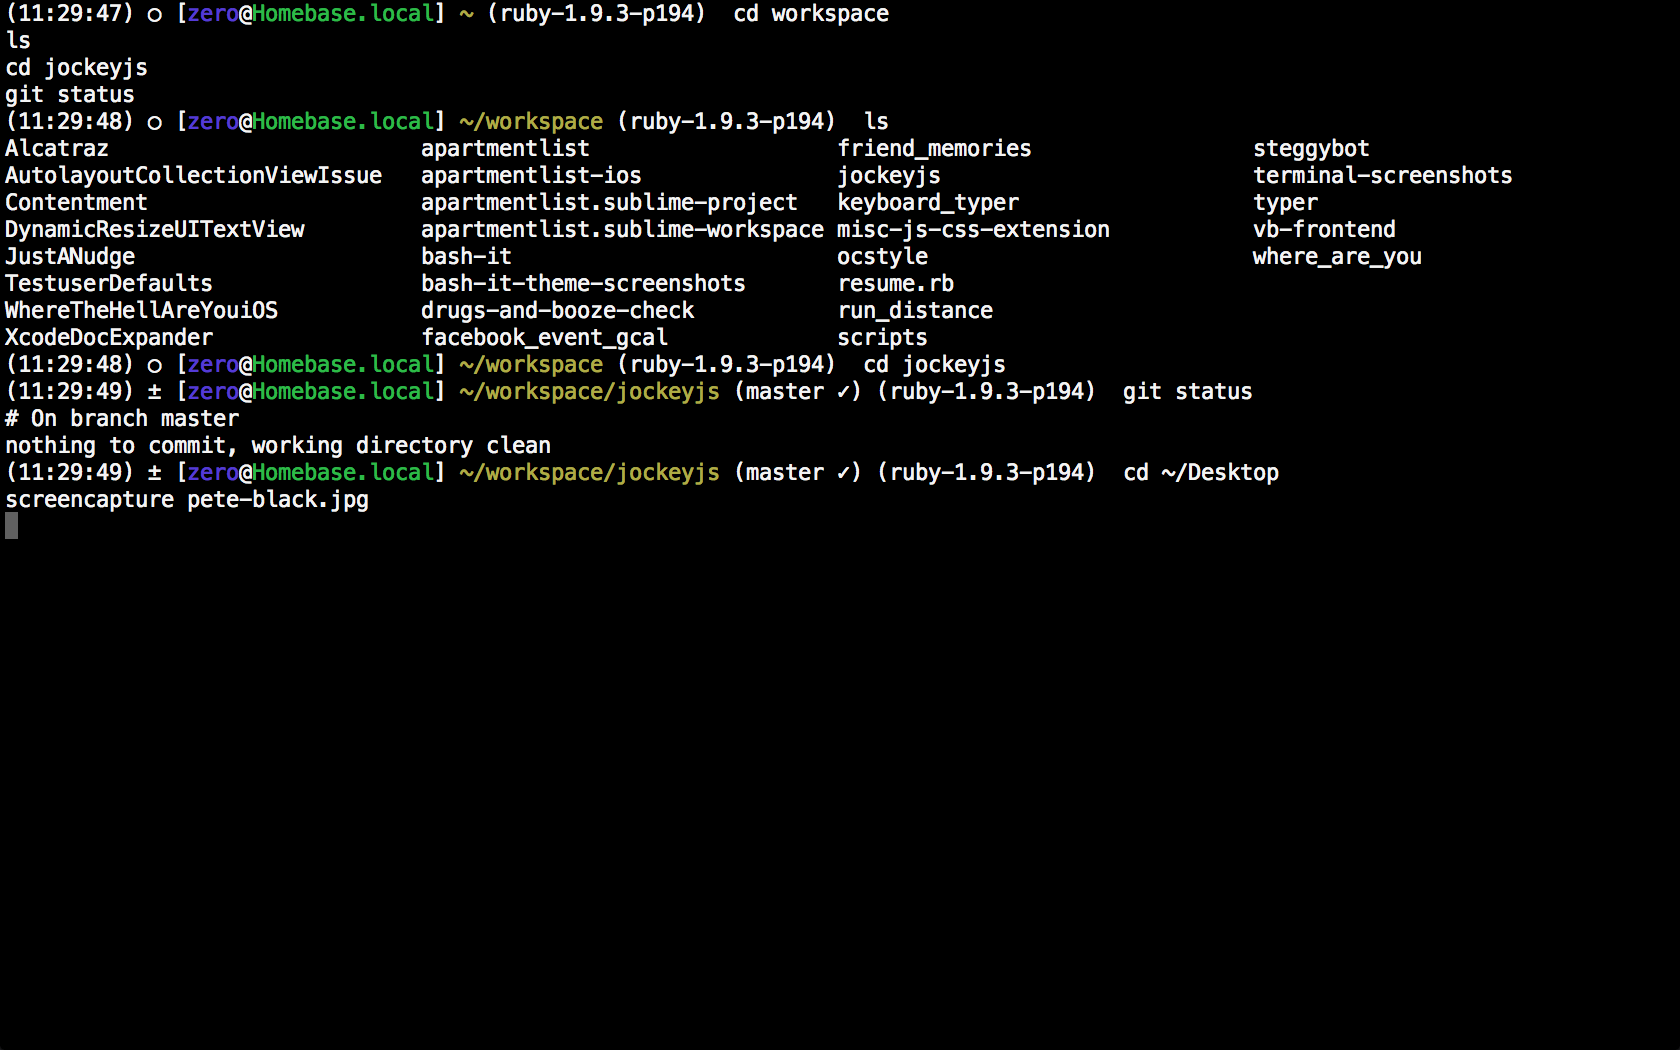 (11:29:47) ○ [zero@Homebase.local] ~ (ruby-1.9.3-p194)  cd workspace
ls
cd jockeyjs
git status
(11:29:48) ○ [zero@Homebase.local] ~/workspace (ruby-1.9.3-p194)  ls
Alcatraz                        apartmentlist                   friend_memories                 steggybot
AutolayoutCollectionViewIssue   apartmentlist-ios               jockeyjs                        terminal-screenshots
Contentment                     apartmentlist.sublime-project   keyboard_typer                  typer
DynamicResizeUITextView         apartmentlist.sublime-workspace misc-js-css-extension           vb-frontend
JustANudge                      bash-it                         ocstyle                         where_are_you
TestuserDefaults                bash-it-theme-screenshots       resume.rb
WhereTheHellAreYouiOS           drugs-and-booze-check           run_distance
XcodeDocExpander                facebook_event_gcal             scripts
(11:29:48) ○ [zero@Homebase.local] ~/workspace (ruby-1.9.3-p194)  cd jockeyjs
(11:29:49) ± [zero@Homebase.local] ~/workspace/jockeyjs (master ✓) (ruby-1.9.3-p194)  git status
# On branch master
nothing to commit, working directory clean
(11:29:49) ± [zero@Homebase.local] ~/workspace/jockeyjs (master ✓) (ruby-1.9.3-p194)  cd ~/Desktop
screencapture pete-black.jpg